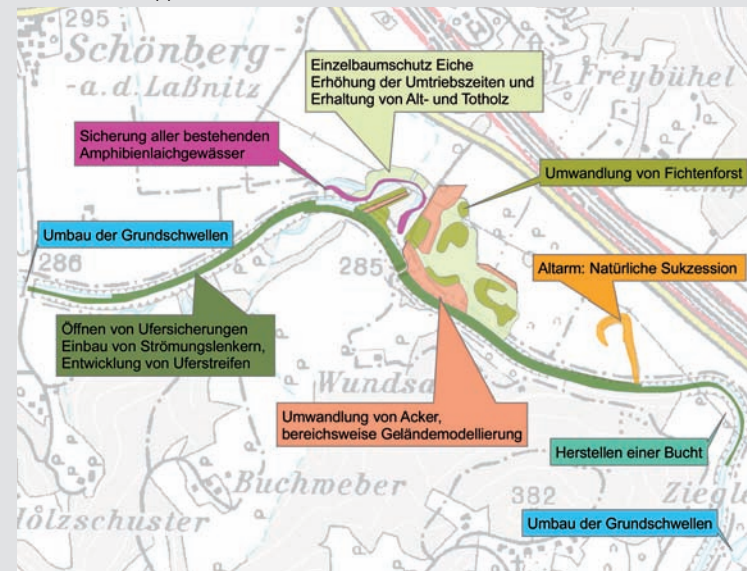 295
Schönberg-
-a.d. Laßnitz
Einzelbaumschutz Eiche
Erhöhung der Umtriebszeiten und
Erhaltung von Alt- und Totholz
Freybühel
Sicherung aller bestehenden
Amphibienlaichgewässer
Umwandlung von Fichtenforst
Umbau der Grundschwellen
286
285
Altarm: Natürliche Sukzession
Öffnen von Ufersicherungen
Einbau von Strömungslenkern,
Entwicklung von Uferstreifen
Wundsa
Umwandlung von Acker,
bereichsweise Geländemodellierung
Herstellen einer Bucht
Buchweber
382
Ziegl
Holzschuster
Umbau der Grundschwellen